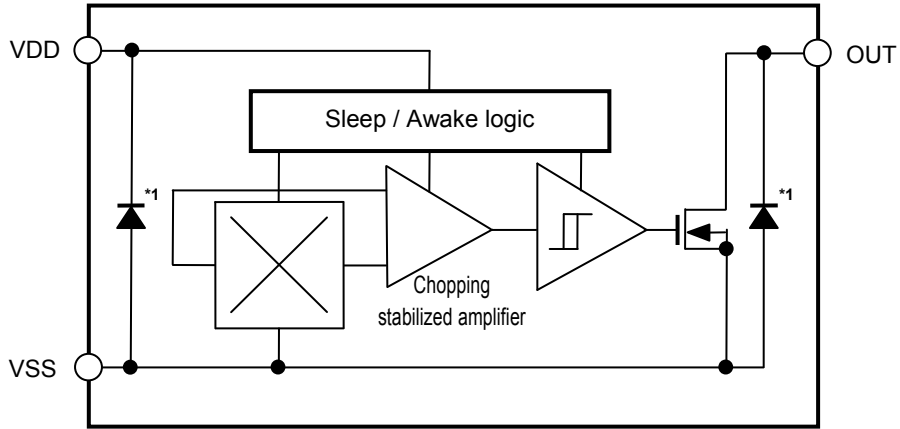 VDD
OUT
Sleep / Awake logic
*1
*1
Chopping
stabilized amplifier
VSS